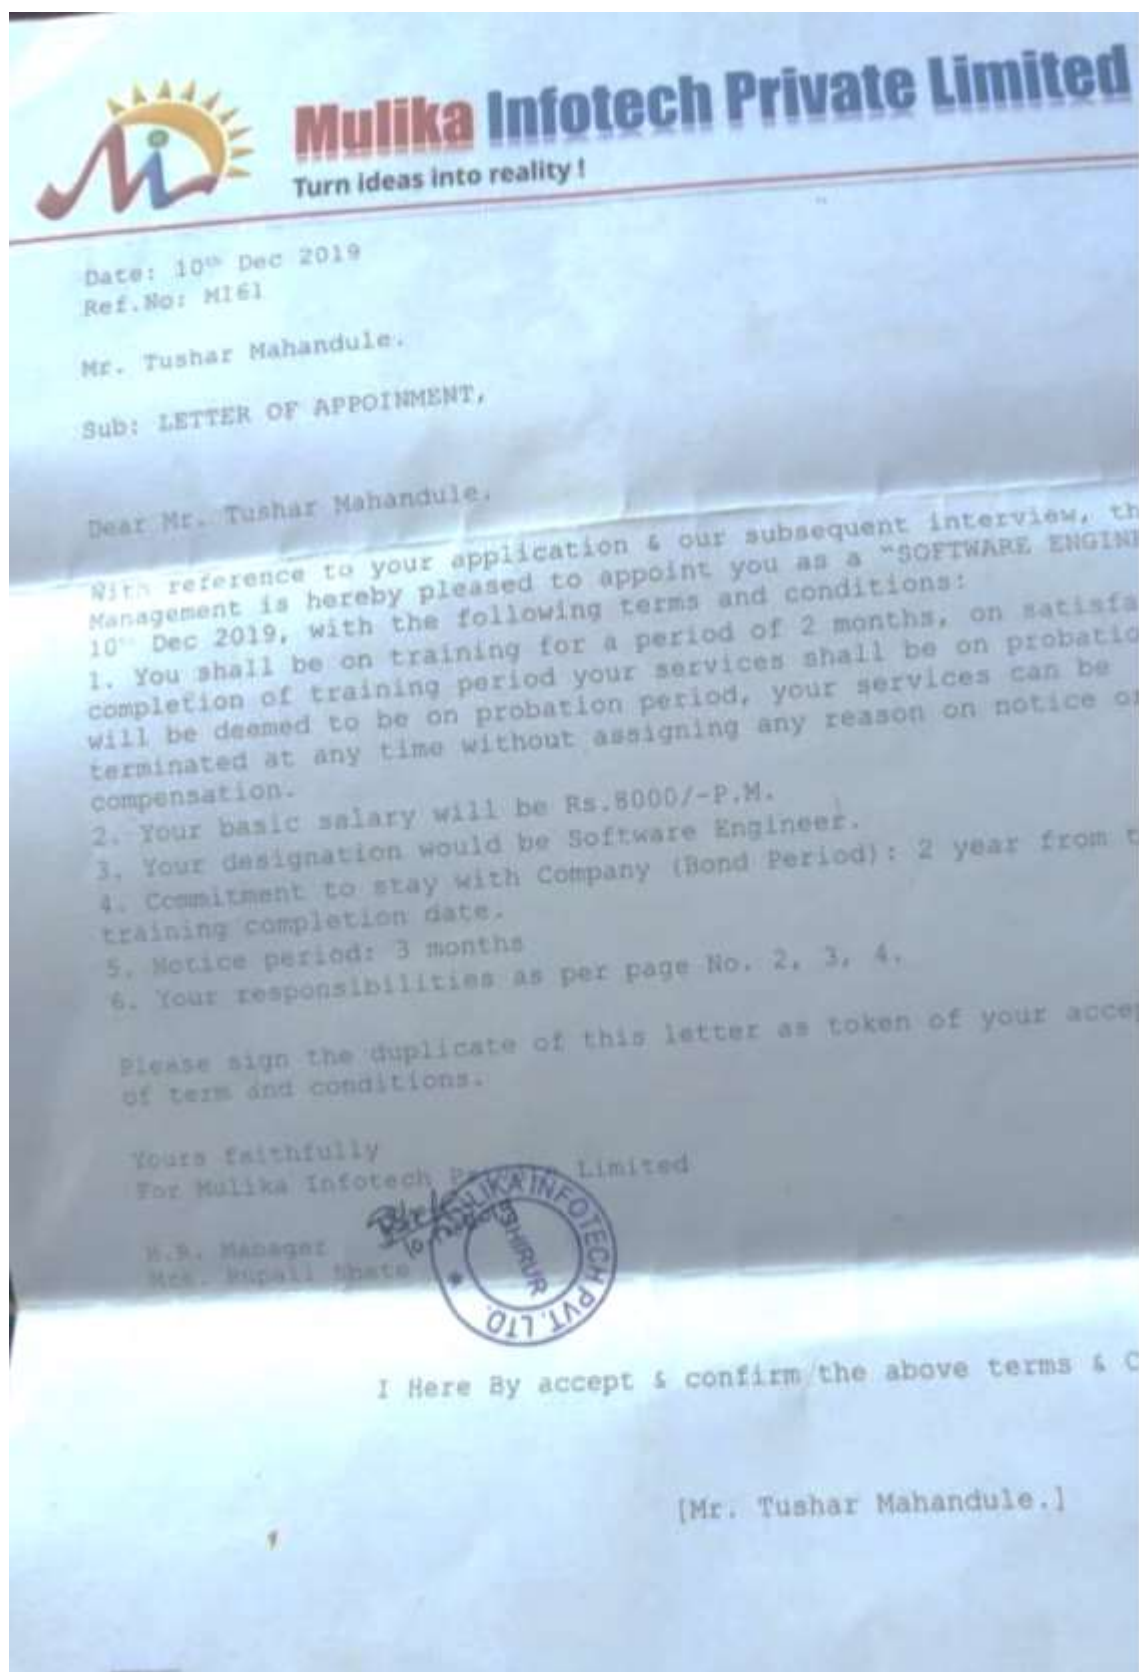 Mulika Infotech Private Limited
Turn ideas into reality !
Date: 10th Dec 2019
Ref.No: MI61
Mr. Tushar Mahandule.
Sub: LETTER OF APPOINMENT,
Dear Mr. Tushar Mahandule.
With reference to your application & our subsequent interview, th
Management is hereby pleased to appoint you as a "SOFTWARE ENGINE
10th Dec 2019, with the following terms and conditions:
1. You shall be on training for a period of 2 months, on satisfa
completion of training period your services shall be on probatio
will be deemed to be on probation period, your services can be
terminated at any time without assigning any reason on notice or
compensation.
2. Your basic salary will be Rs.8000/-P.M.
3. Your designation would be Software Engineer.
4. Commitment to stay with Company (Bond Period): 2 year from t
training completion date.
5. Notice period: 3 months
6. Your responsibilities as per page No. 2, 3, 4.
Please sign the duplicate of this letter as token of your accep
of term and conditions.
Yours faithfully
For Mulika Infotech Private Limited
H.R. Manager
Mrs. Rupali Shete
MULIKA INFOTECH PVT. LTD.
SHIRUR
I Here By accept & confirm the above terms & C
[Mr. Tushar Mahandule.]